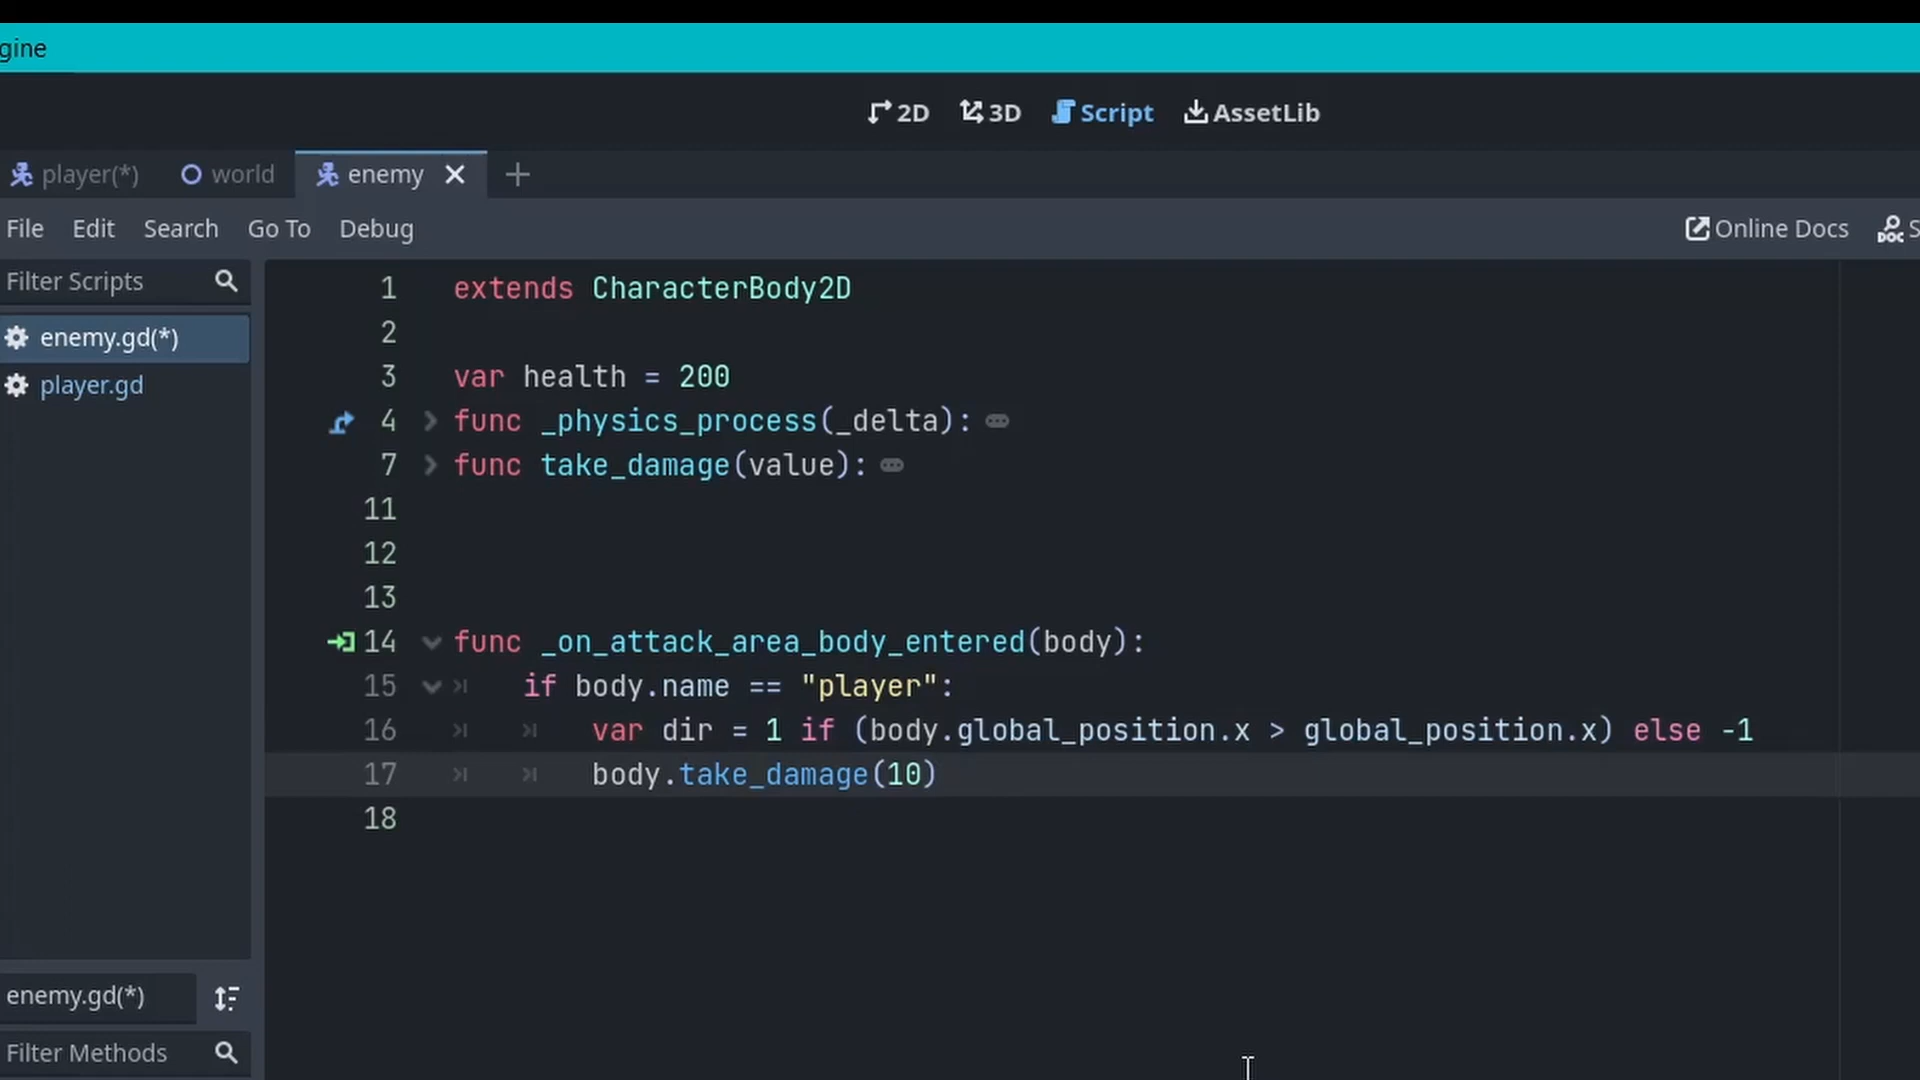 gine
2D 3D Script AssetLib
player(*) world enemy
File Edit Search Go To Debug Online Docs S
Filter Scripts
enemy.gd(*)
player.gd
1 extends CharacterBody2D
2
3 var health = 200
4 func _physics_process(_delta):
7 func take_damage(value):
11
12
13
14 func _on_attack_area_body_entered(body):
15 if body.name == "player":
16 var dir = 1 if (body.global_position.x > global_position.x) else -1
17 body.take_damage(10)
18
enemy.gd(*)
Filter Methods